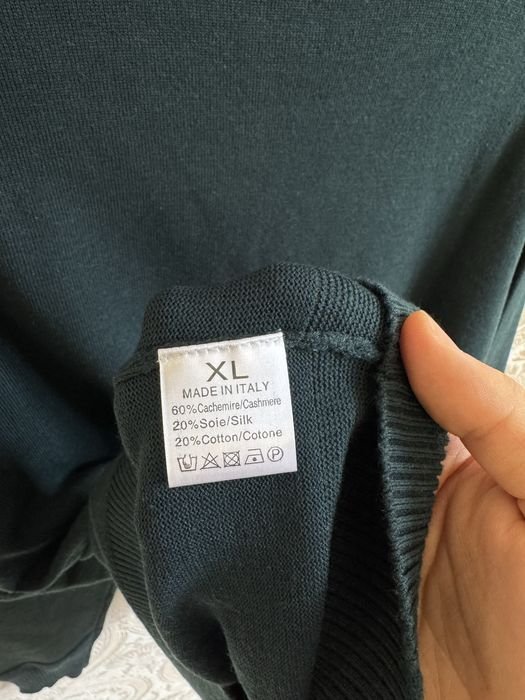 XL
MADE IN ITALY
60%Cachemire/Cashmere
20%Soie/Silk
20%Cotton/Cotone
P